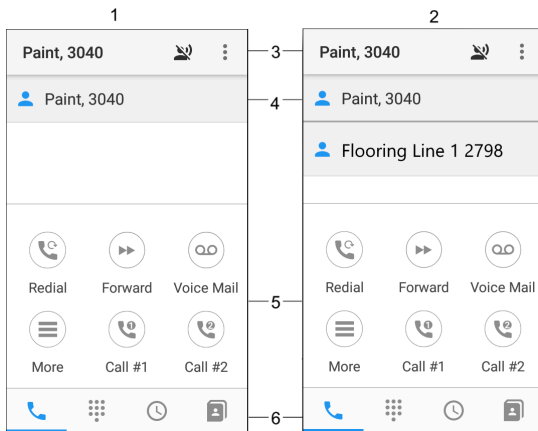 1
2
Paint, 3040
3
Paint, 3040
Paint, 3040
4
Paint, 3040
Flooring Line 1 2798
Redial
Forward
Voice Mail
5
Redial
Forward
Voice Mail
More
Call #1
Call #2
More
Call #1
Call #2
6